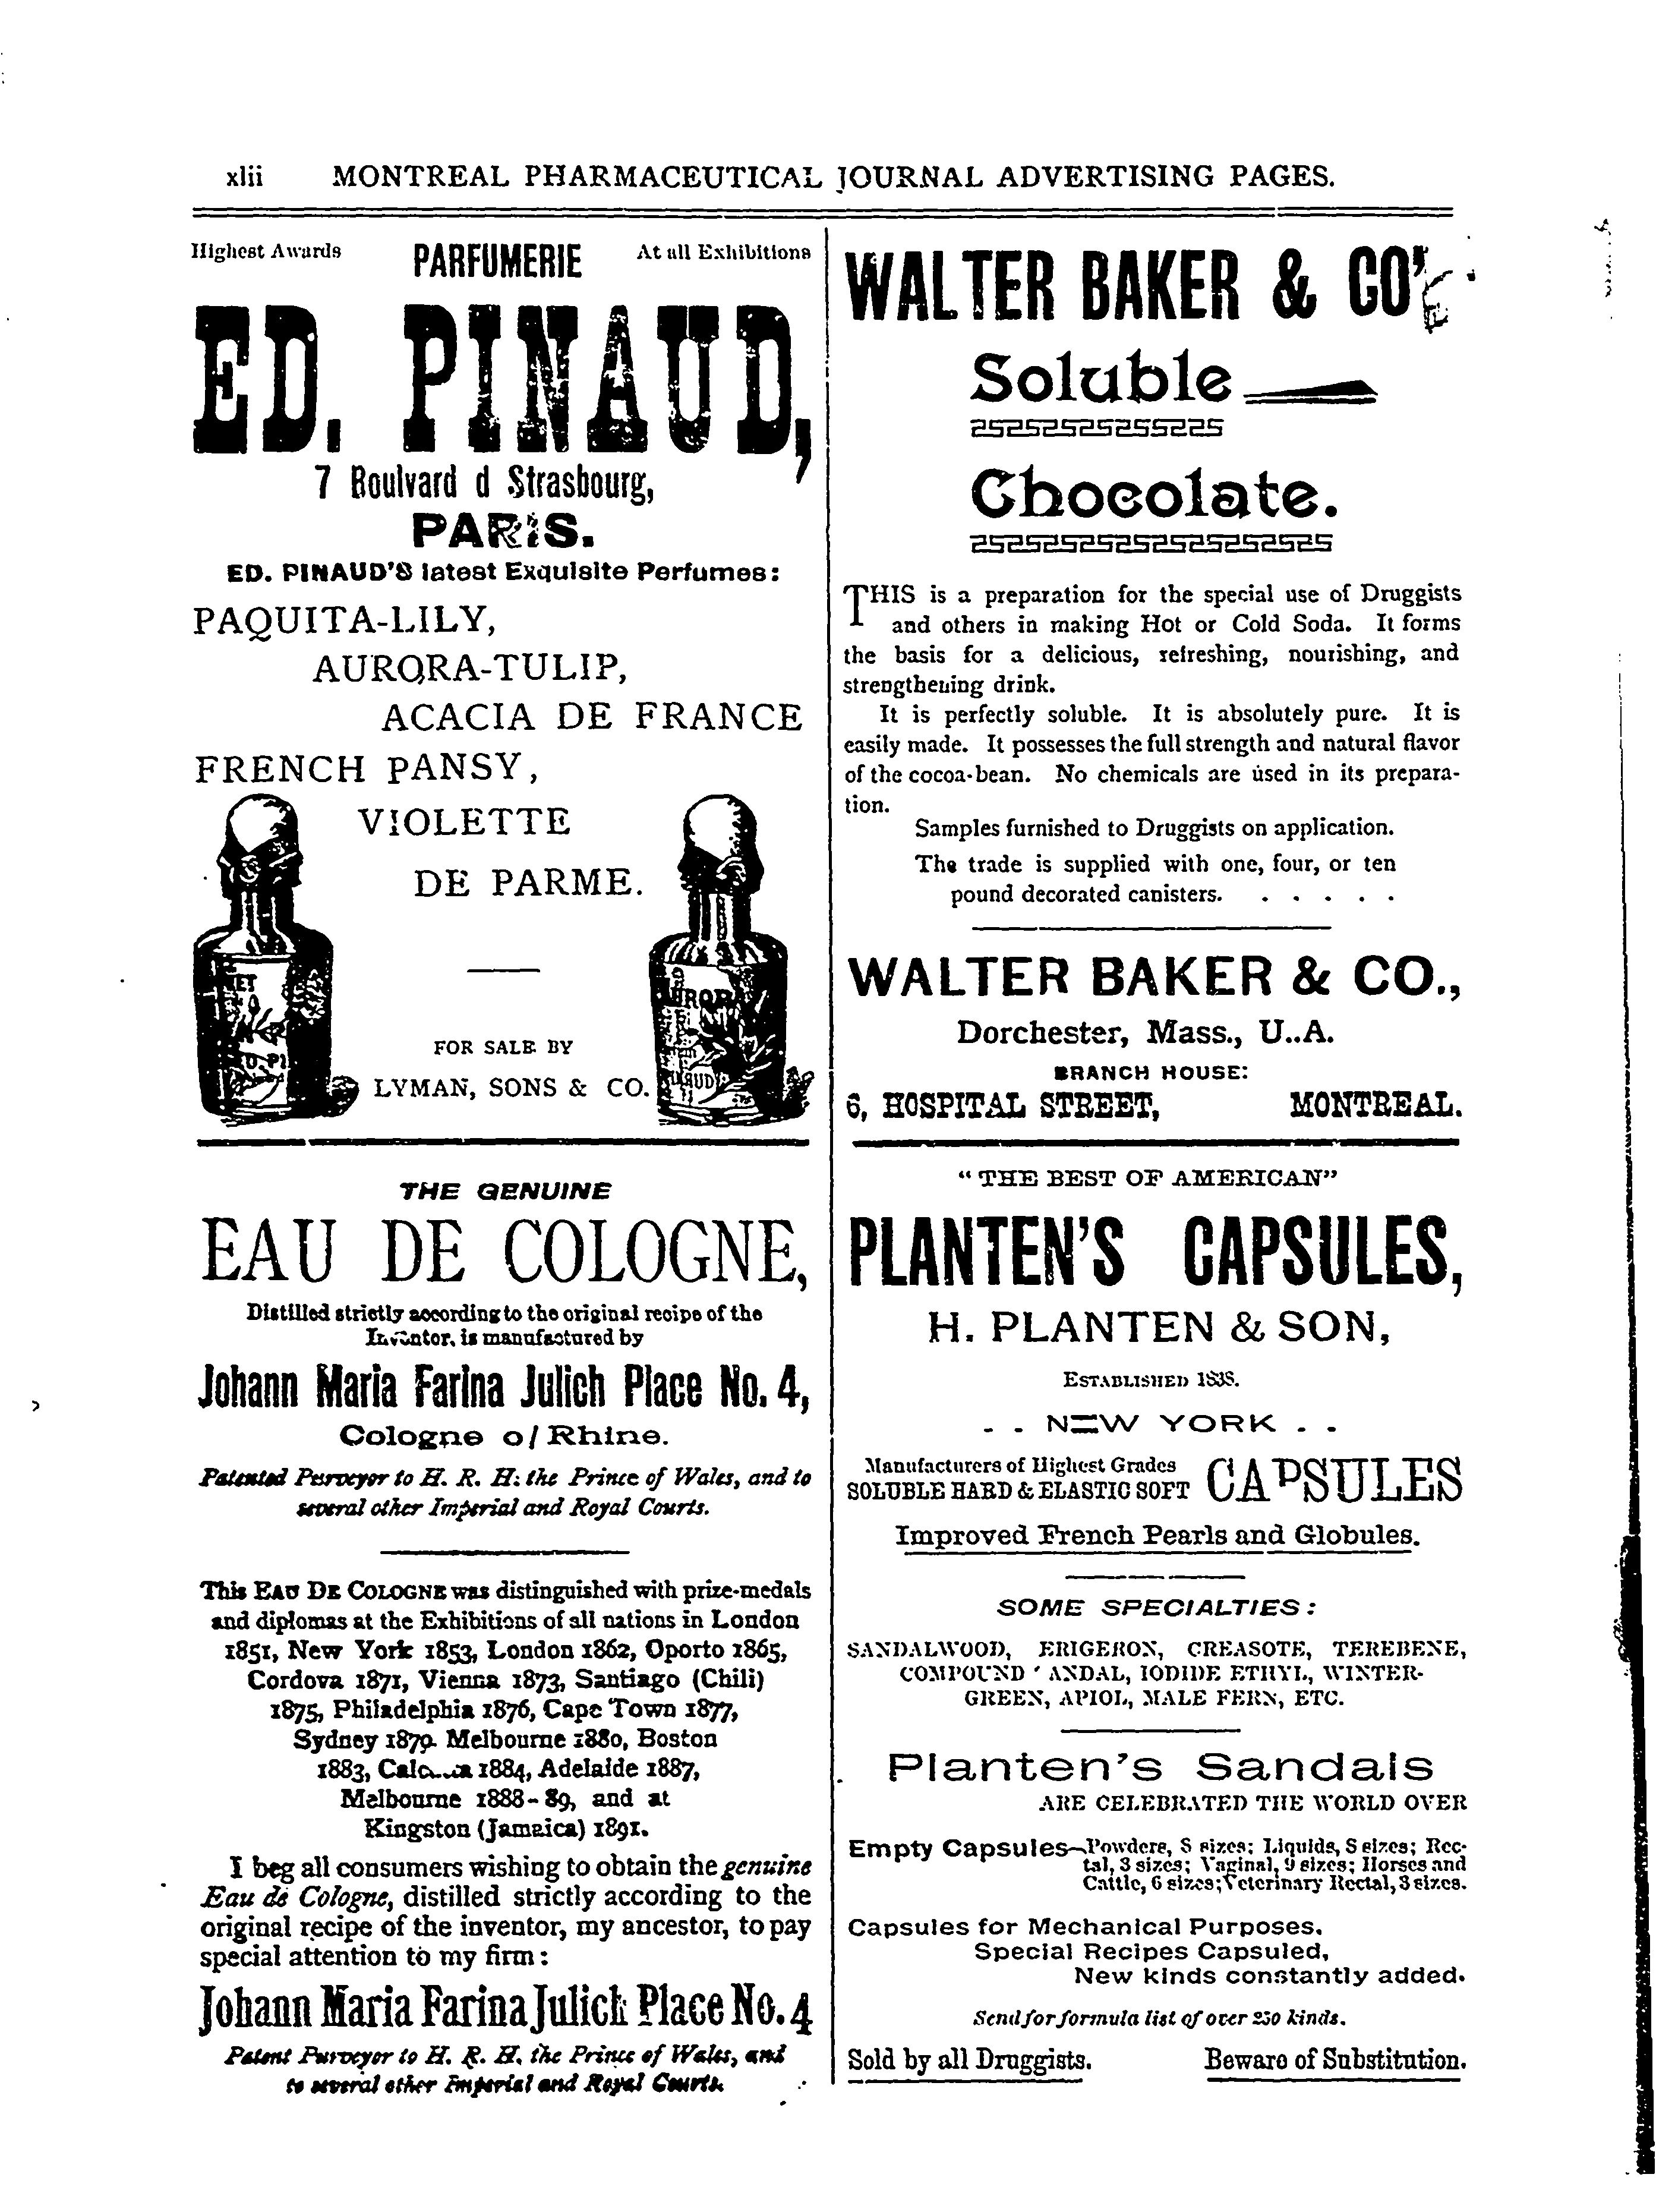 xlii MONTREAL PHARMACEUTICAL JOURNAL ADVERTISING PAGES.
Highest Awards PARFUMERIE At all Exhibitions
ED. PINAUD,
7 Boulvard d Strasbourg,
PARIS.
ED. PINAUD'S latest Exquisite Perfumes:
PAQUITA-LILY,
AURORA-TULIP,
ACACIA DE FRANCE
FRENCH PANSY,
VIOLETTE
DE PARME.
FOR SALE BY
LYMAN, SONS & CO.
THE GENUINE
EAU DE COLOGNE,
Distilled strictly according to the original recipe of the
Inventor, is manufactured by
Johann Maria Farina Julich Place No. 4,
Cologne o/Rhine.
Patented Purveyor to H. R. H. the Prince of Wales, and to
several other Imperial and Royal Courts.
This EAU DE COLOGNE was distinguished with prize-medals
and diplomas at the Exhibitions of all nations in London
1851, New York 1853, London 1862, Oporto 1865,
Cordova 1871, Vienna 1873, Santiago (Chili)
1875, Philadelphia 1876, Cape Town 1877,
Sydney 1879. Melbourne 1880, Boston
1883, 1884, Adelaide 1887,
Melbourne 1888-89, and at
Kingston (Jamaica) 1891.
I beg all consumers wishing to obtain the genuine
Eau de Cologne, distilled strictly according to the
original recipe of the inventor, my ancestor, to pay
special attention to my firm:
Johann Maria Farina Julich Place No. 4
Patent Purveyor to H. R. H. the Prince of Wales, and
to several other Imperial and Royal Courts.
WALTER BAKER & CO'
Soluble
Chocolate.
THIS is a preparation for the special use of Druggists
and others in making Hot or Cold Soda. It forms
the basis for a delicious, refreshing, nourishing, and
strengthening drink.
It is perfectly soluble. It is absolutely pure. It is
easily made. It possesses the full strength and natural flavor
of the cocoa-bean. No chemicals are used in its prepara-
tion.
Samples furnished to Druggists on application.
The trade is supplied with one, four, or ten
pound decorated canisters. . . . . .
WALTER BAKER & CO.,
Dorchester, Mass., U..A.
BRANCH HOUSE:
6, HOSPITAL STREET, MONTREAL.
"THE BEST OF AMERICAN"
PLANTEN'S CAPSULES,
H. PLANTEN & SON,
ESTABLISHED 1838.
. . NEW YORK . .
Manufacturers of Highest Grades
SOLUBLE HARD & ELASTIC SOFT CAPSULES
Improved French Pearls and Globules.
SOME SPECIALTIES:
SANDALWOOD, ERIGERON, CREASOTE, TEREBENE,
COMPOUND 'ANDAL, IODIDE ETHYL, WINTER-
GREEN, APIOL, MALE FERN, ETC.
Planten's Sandals
ARE CELEBRATED THE WORLD OVER
Empty Capsules—Powders, 8 sizes; Liquids, 8 sizes; Rec-
tal, 3 sizes; Vaginal, 9 sizes; Horses and
Cattle, 6 sizes; Veterinary Rectal, 3 sizes.
Capsules for Mechanical Purposes.
Special Recipes Capsuled,
New kinds constantly added.
Send for formula list of over 250 kinds.
Sold by all Druggists. Beware of Substitution.